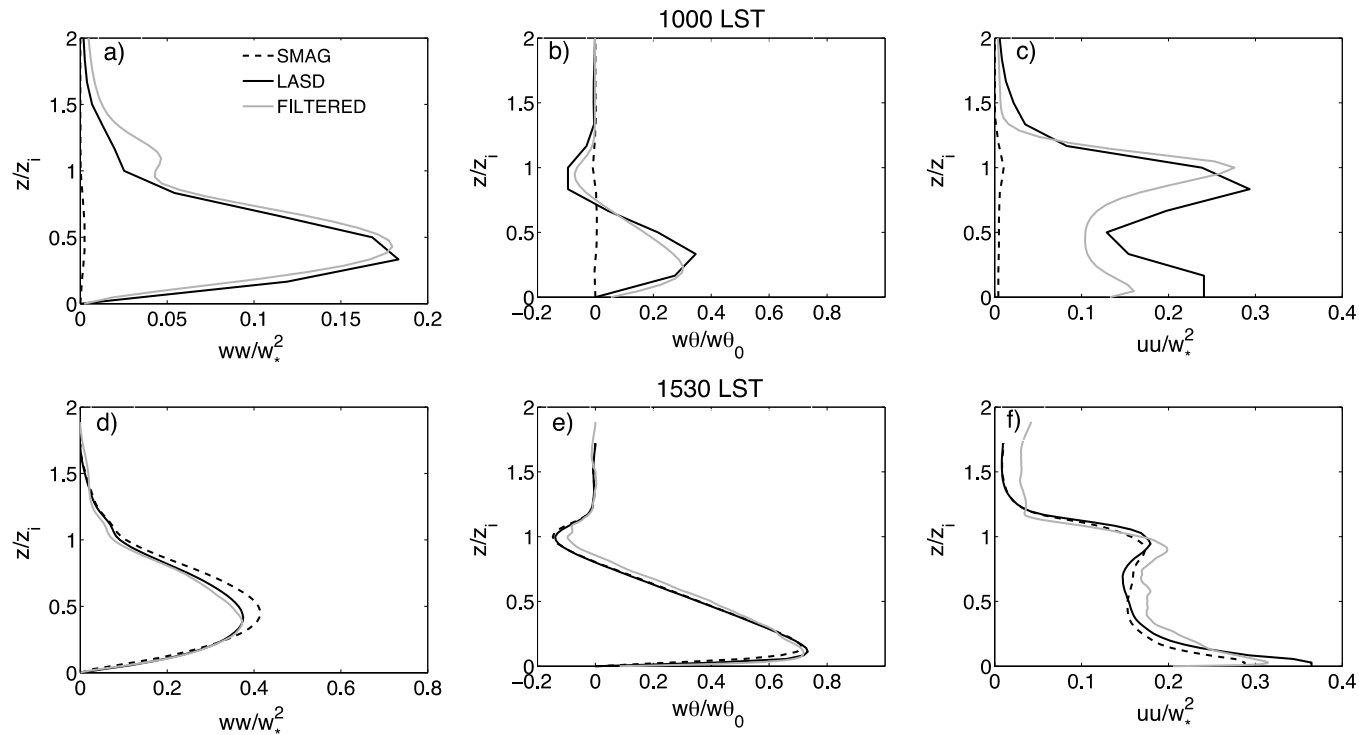 1000 LST
a)
SMAG
LASD
FILTERED
z/z_i
2
1.5
1
0.5
0
0
0.05
0.1
0.15
0.2
ww/w_*^2
b)
z/z_i
2
1.5
1
0.5
0
−0.2
0
0.2
0.4
0.6
0.8
wθ/wθ_0
c)
z/z_i
2
1.5
1
0.5
0
0
0.1
0.2
0.3
0.4
uu/w_*^2
1530 LST
d)
z/z_i
2
1.5
1
0.5
0
0
0.2
0.4
0.6
0.8
ww/w_*^2
e)
z/z_i
2
1.5
1
0.5
0
−0.2
0
0.2
0.4
0.6
0.8
wθ/wθ_0
f)
z/z_i
2
1.5
1
0.5
0
0
0.1
0.2
0.3
0.4
uu/w_*^2